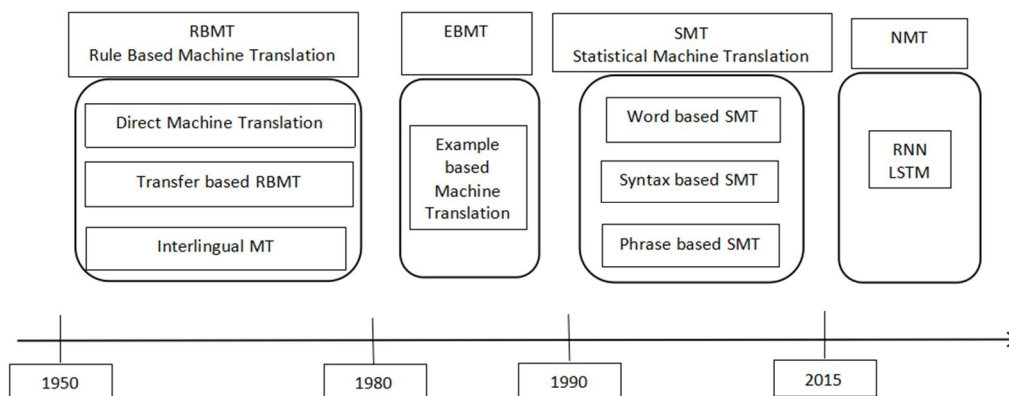 RBMT
Rule Based Machine Translation
Direct Machine Translation
Transfer based RBMT
Interlingual MT
EBMT
Example
based
Machine
Translation
SMT
Statistical Machine Translation
Word based SMT
Syntax based SMT
Phrase based SMT
NMT
RNN
LSTM
1950
1980
1990
2015